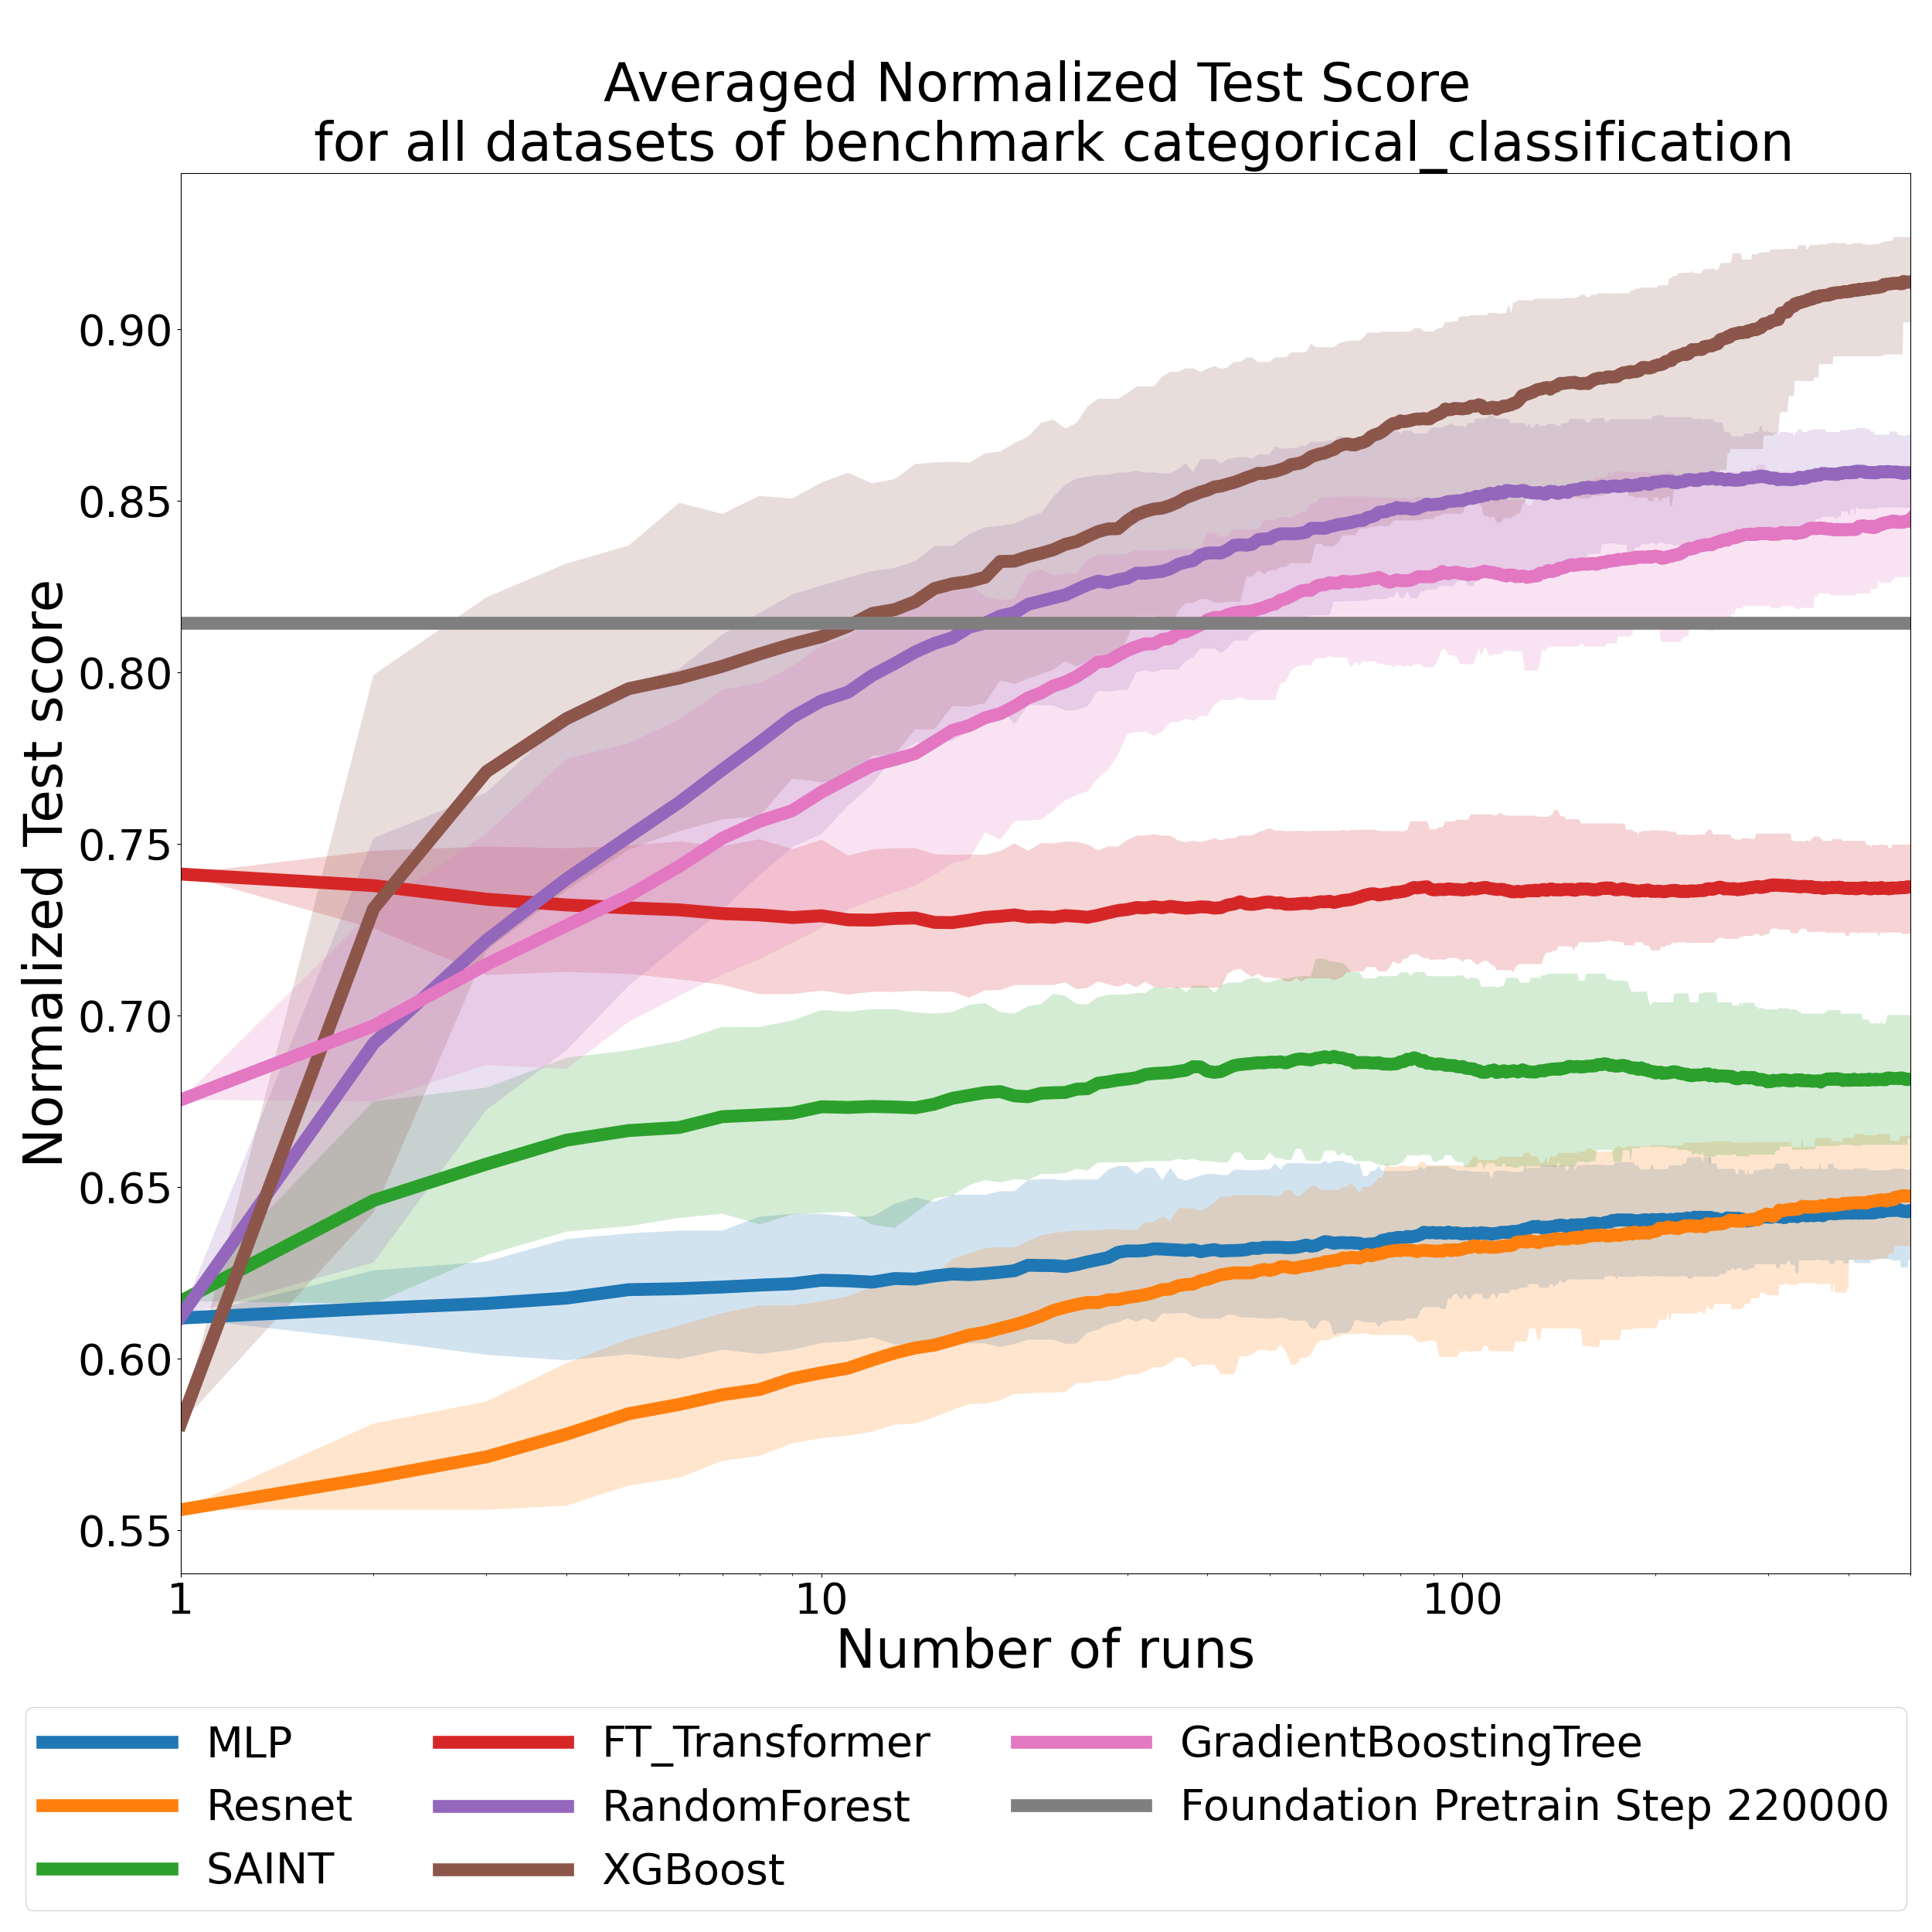 Averaged Normalized Test Score
for all datasets of benchmark categorical_classification
Normalized Test score
0.90
0.85
0.80
0.75
0.70
0.65
0.60
0.55
1
10
100
Number of runs
MLP
Resnet
SAINT
FT_Transformer
RandomForest
XGBoost
GradientBoostingTree
Foundation Pretrain Step 220000